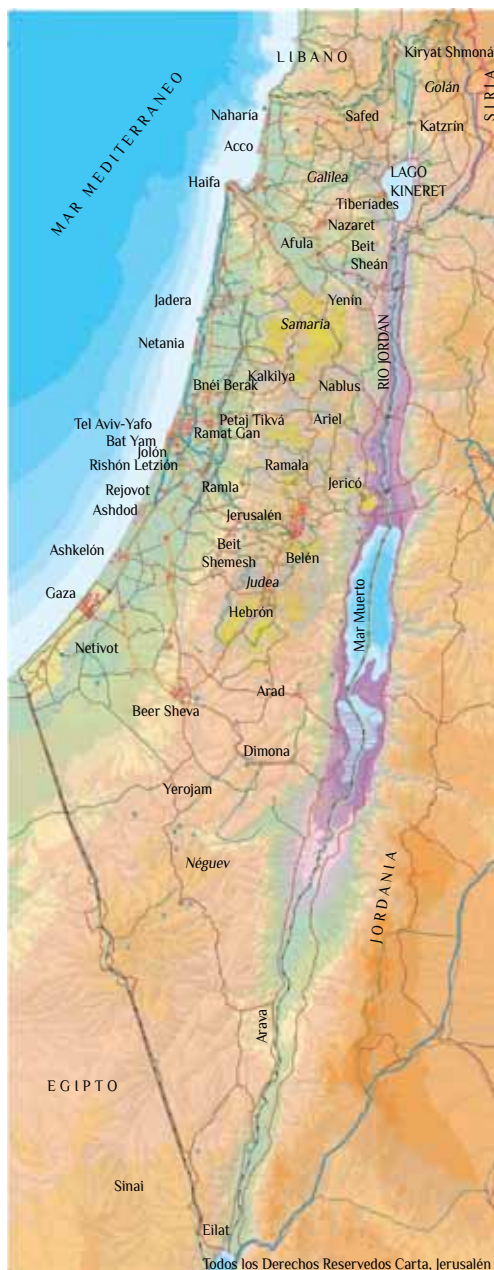 LIBANO
Kiryat Shmoná
Golán
SIRIA
MAR MEDITERRANEO
Naharía
Safed
Katzrín
Acco
Galilea
LAGO
KINERET
Haifa
Tiberíades
Nazaret
Afula
Beit
Sheán
Jadera
Yenín
Samaria
Netania
RIO JORDAN
Kalkilya
Bnéi Berak
Nablus
Tel Aviv-Yafo
Petaj Tikvá
Ariel
Ramat Gan
Bat Yam
Jolón
Rishón Letzión
Ramala
Jericó
Rejovot
Ramla
Ashdod
Jerusalén
Ashkelón
Beit
Shemesh
Belén
Judea
Gaza
Hebrón
Mar Muerto
Netivot
Arad
Beer Sheva
Dimona
Yerojam
Néguev
JORDANIA
Arava
EGIPTO
Sinai
Eilat
Todos los Derechos Reservedos Carta, Jerusalén